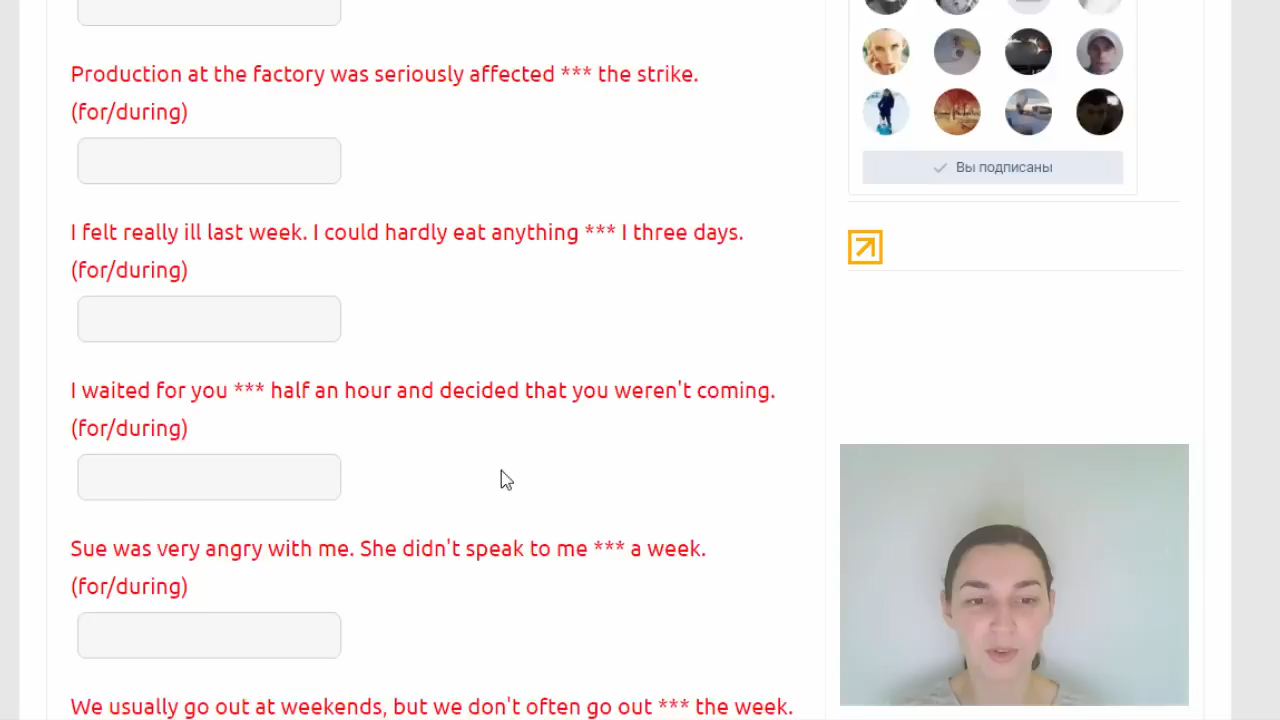 Production at the factory was seriously affected *** the strike.
(for/during)
Вы подписаны
I felt really ill last week. I could hardly eat anything *** I three days.
(for/during)
I waited for you *** half an hour and decided that you weren't coming.
(for/during)
Sue was very angry with me. She didn't speak to me *** a week.
(for/during)
We usually go out at weekends, but we don't often go out *** the week.